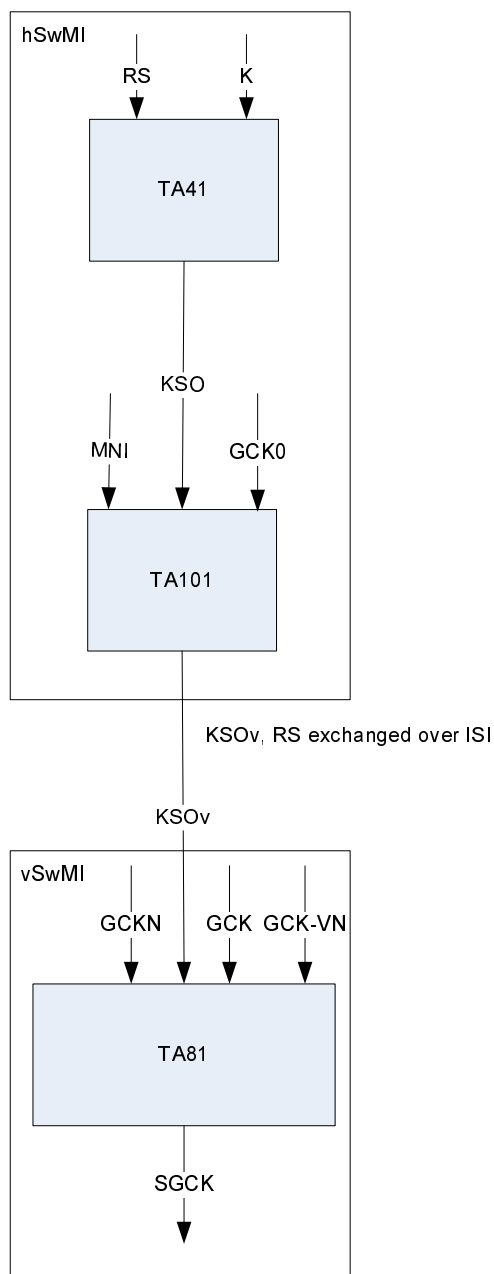 hSwMI
RS
K
TA41
KSO
MNI
GCK0
TA101
KSOv, RS exchanged over ISI
KSOv
vSwMI
GCKN
GCK
GCK-VN
TA81
SGCK